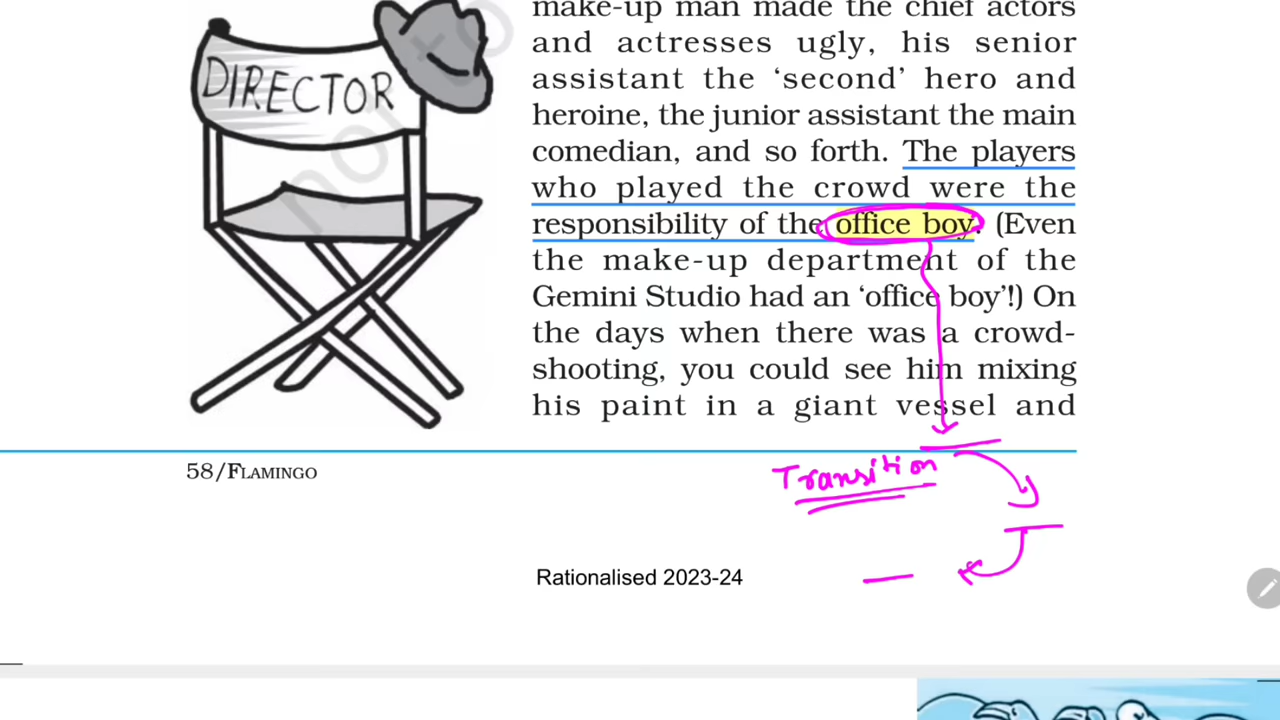 DIRECTOR
make-up man made the chief actors
and actresses ugly, his senior
assistant the ‘second’ hero and
heroine, the junior assistant the main
comedian, and so forth. The players
who played the crowd were the
responsibility of the office boy. (Even
the make-up department of the
Gemini Studio had an ‘office boy’!) On
the days when there was a crowd-
shooting, you could see him mixing
his paint in a giant vessel and
58/FLAMINGO
Transition
Rationalised 2023-24